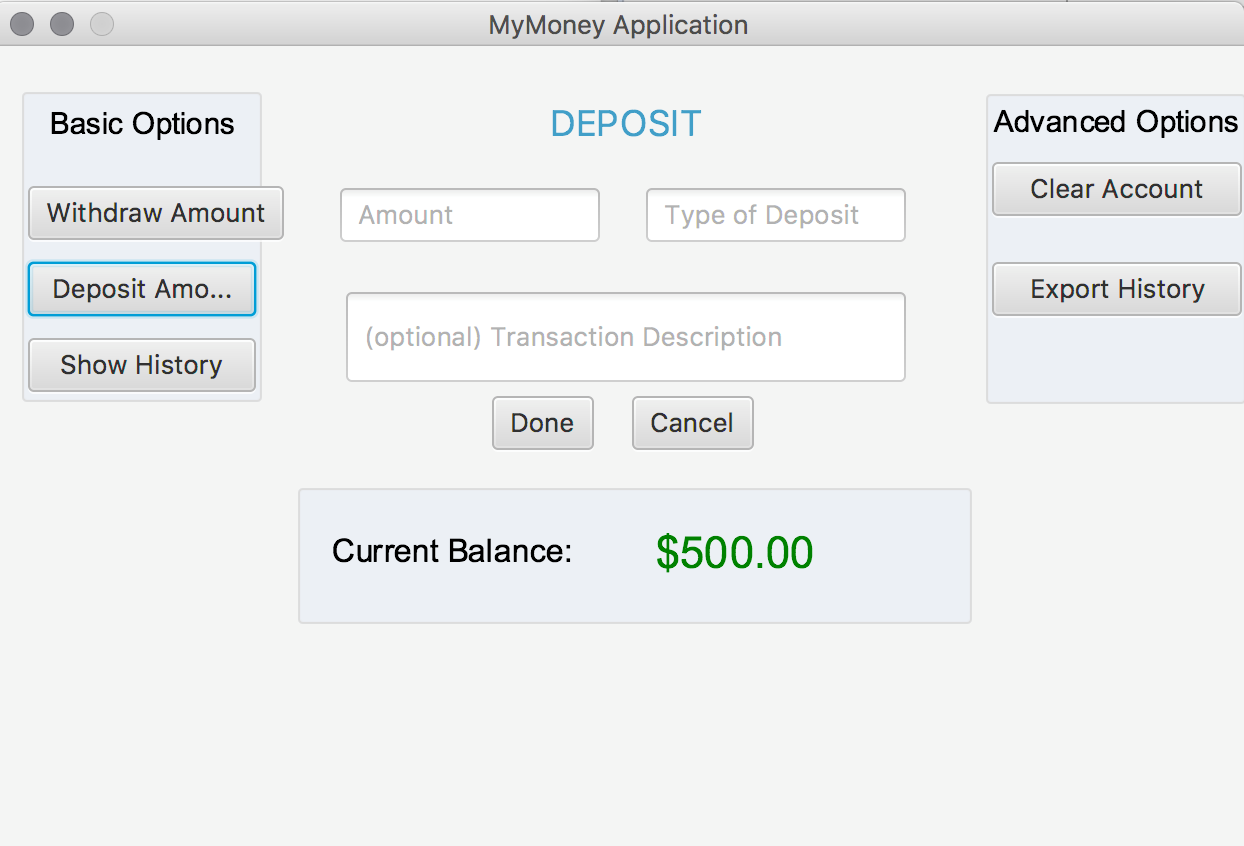 MyMoney Application
Basic Options
Withdraw Amount
Deposit Amo...
Show History
DEPOSIT
Amount
Type of Deposit
(optional) Transaction Description
Done
Cancel
Current Balance:
$500.00
Advanced Options
Clear Account
Export History